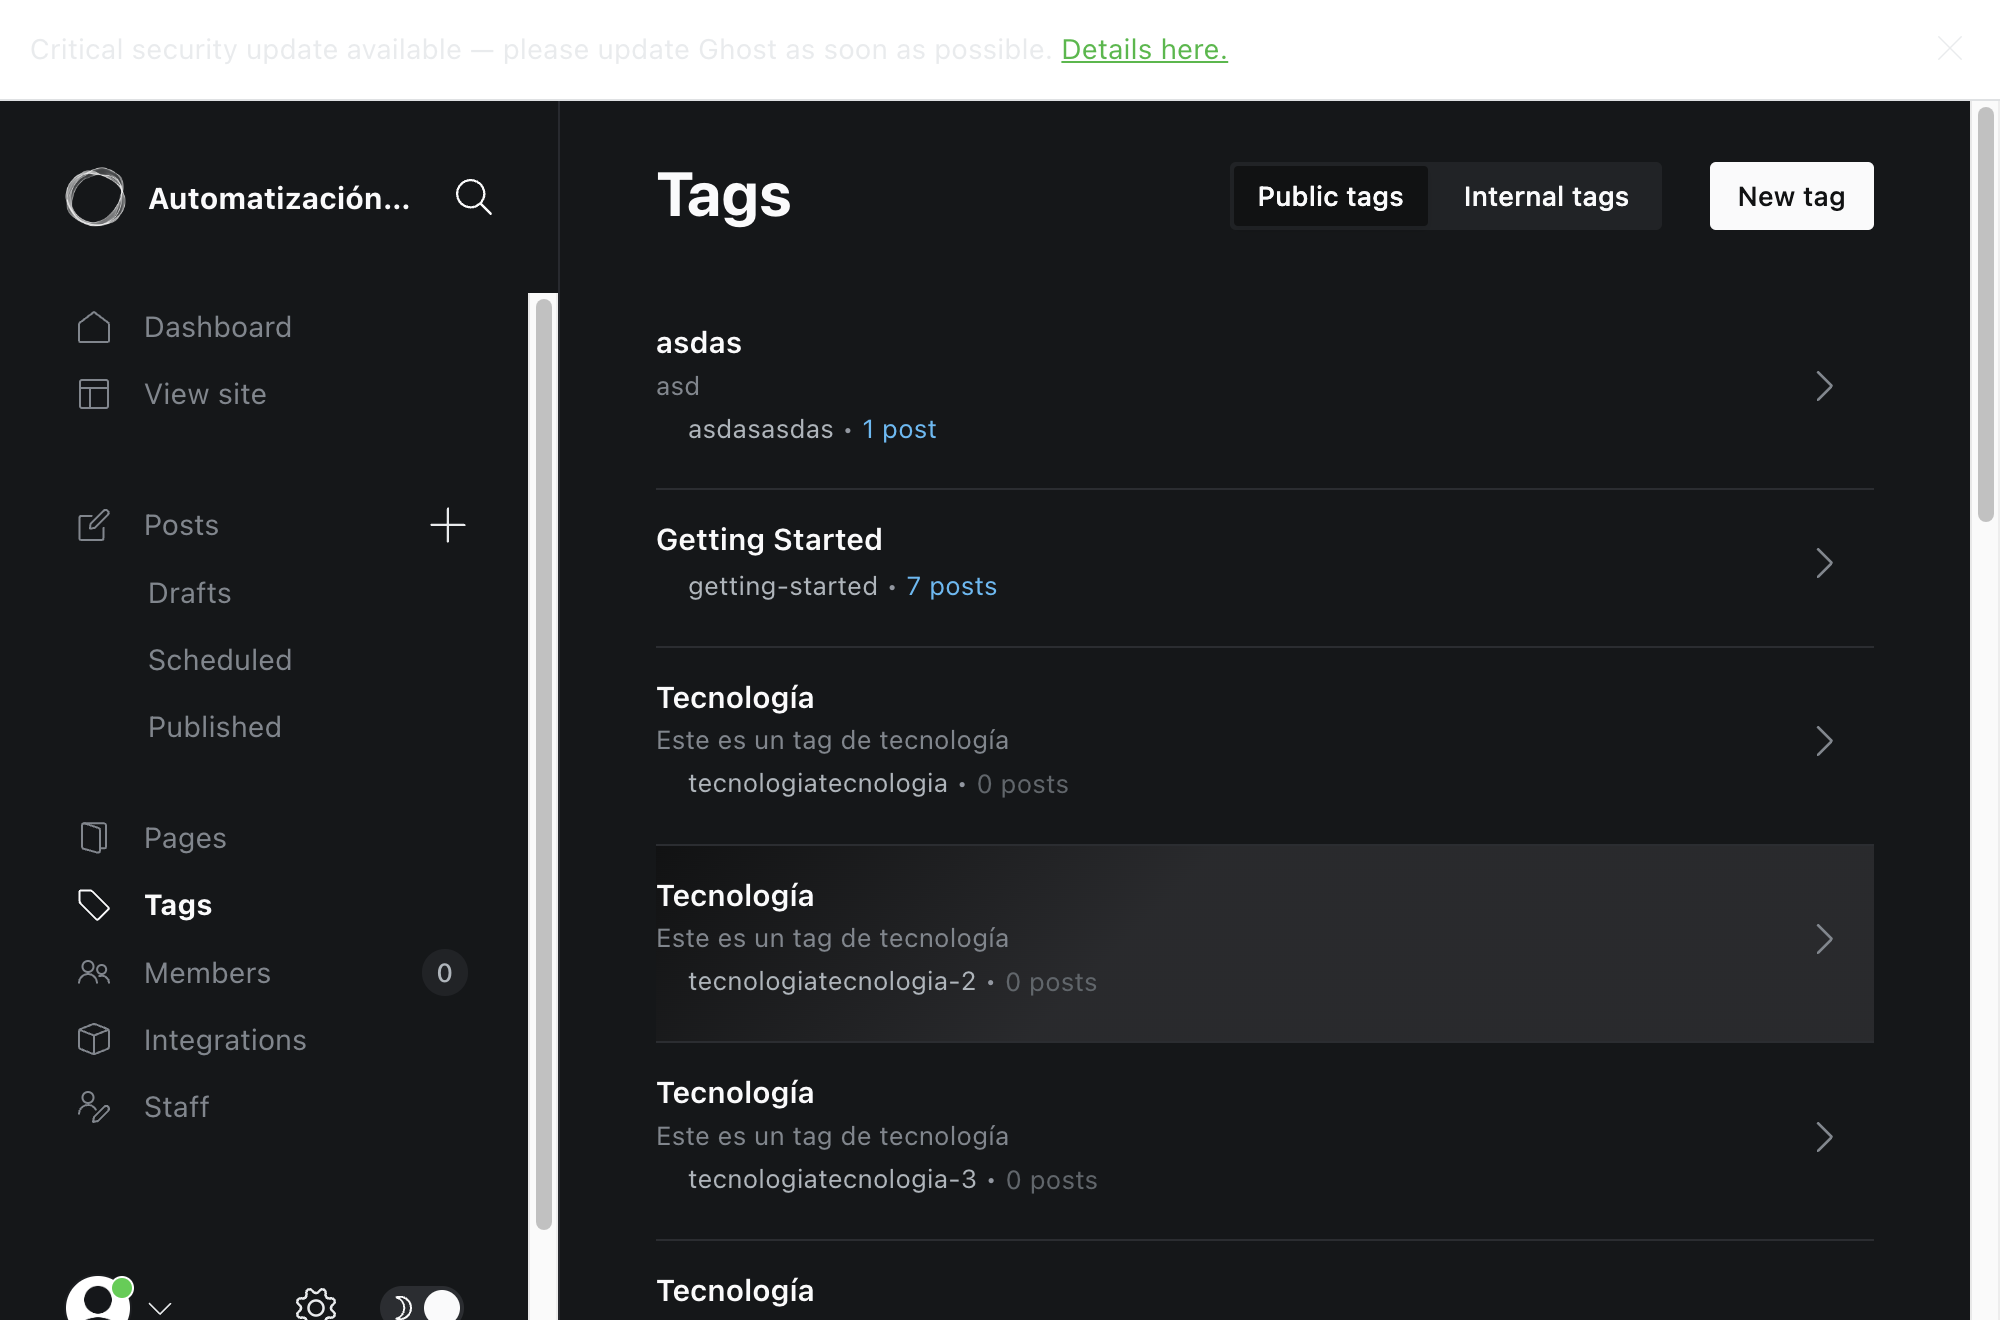 Critical security update available — please update Ghost as soon as possible. Details here.
Automatización...
Dashboard
View site
Posts
Drafts
Scheduled
Published
Pages
Tags
Members 0
Integrations
Staff
Tags
Public tags
Internal tags
New tag
asdas
asd
asdasasdas • 1 post
Getting Started
getting-started • 7 posts
Tecnología
Este es un tag de tecnología
tecnologiatecnologia • 0 posts
Tecnología
Este es un tag de tecnología
tecnologiatecnologia-2 • 0 posts
Tecnología
Este es un tag de tecnología
tecnologiatecnologia-3 • 0 posts
Tecnología